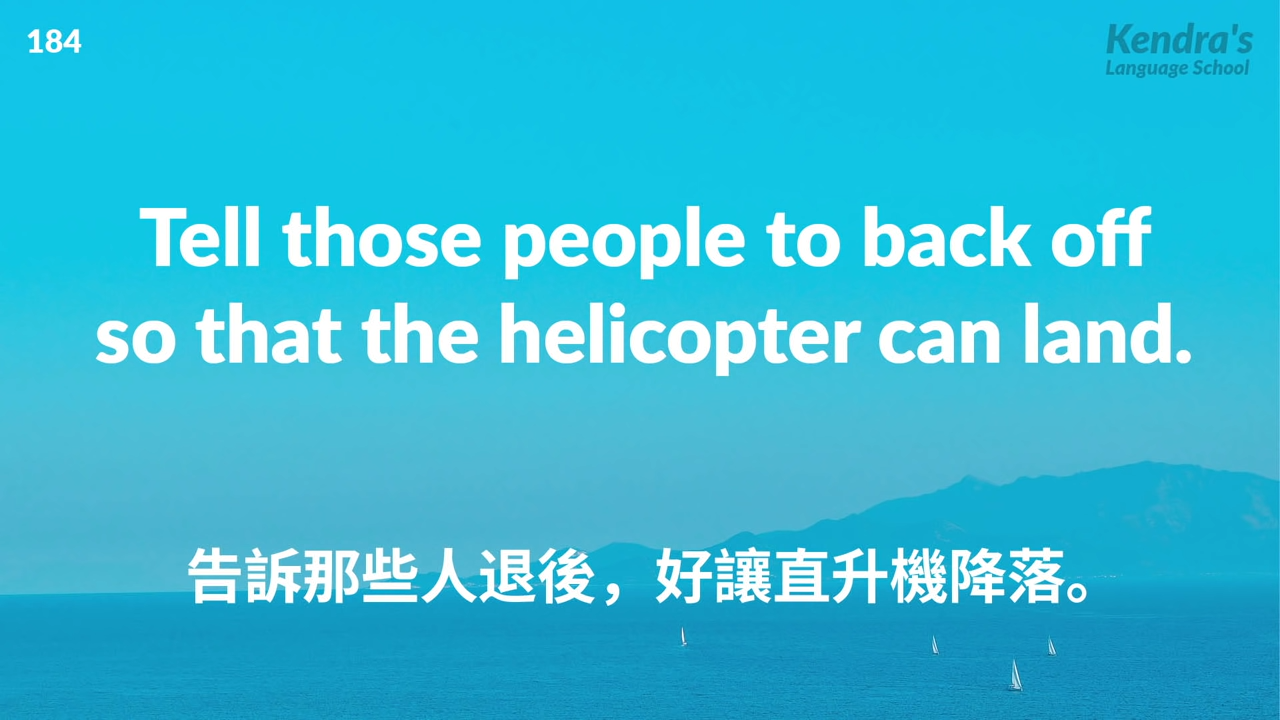 184
Kendra's
Language School
Tell those people to back off
so that the helicopter can land.
告訴那些人退後，好讓直升機降落。